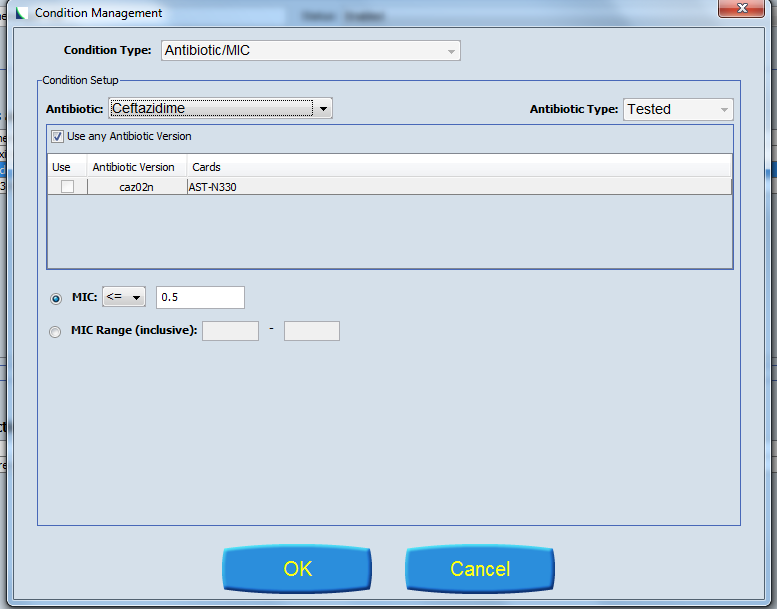 Condition Management
Condition Type: Antibiotic/MIC
Condition Setup
Antibiotic: Ceftazidime Antibiotic Type: Tested
Use any Antibiotic Version
Use Antibiotic Version Cards
caz02n AST-N330
MIC: <= 0.5
MIC Range (inclusive): -
OK Cancel